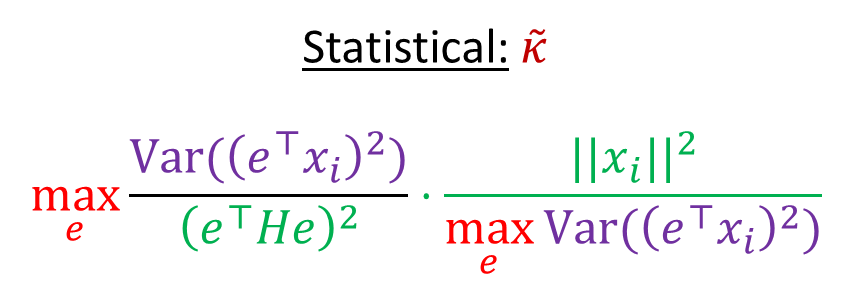 Statistical: κ̃
max_e Var((e^⊤x_i)^2) / (e^⊤He)^2 · ||x_i||^2 / max_e Var((e^⊤x_i)^2)